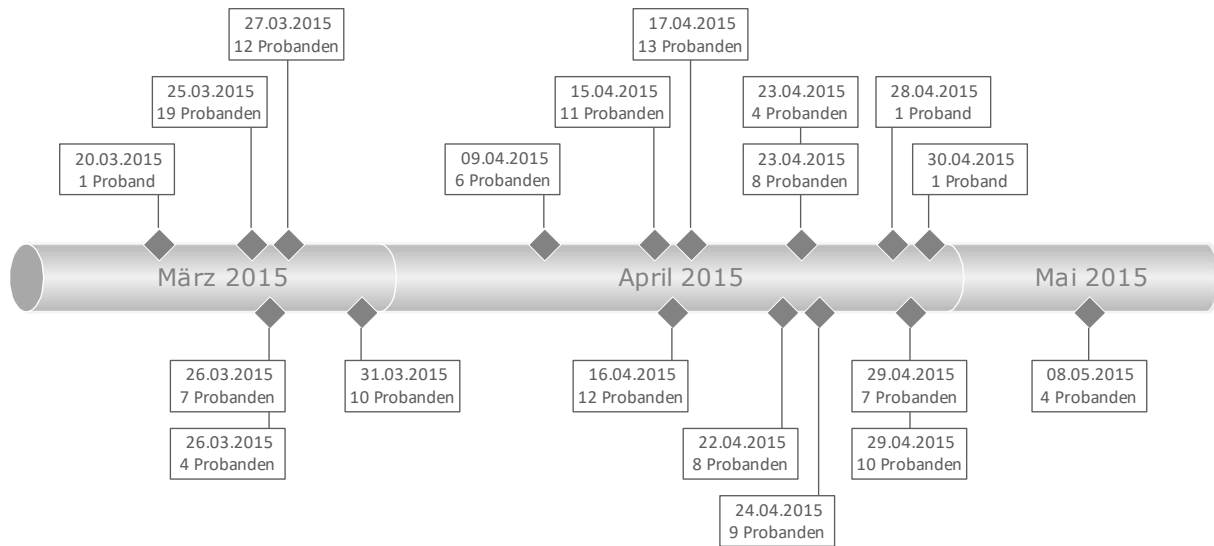 27.03.2015
12 Probanden
17.04.2015
13 Probanden
25.03.2015
19 Probanden
15.04.2015
11 Probanden
23.04.2015
4 Probanden
28.04.2015
1 Proband
20.03.2015
1 Proband
09.04.2015
6 Probanden
23.04.2015
8 Probanden
30.04.2015
1 Proband
März 2015
April 2015
Mai 2015
26.03.2015
7 Probanden
31.03.2015
10 Probanden
16.04.2015
12 Probanden
29.04.2015
7 Probanden
08.05.2015
4 Probanden
26.03.2015
4 Probanden
22.04.2015
8 Probanden
29.04.2015
10 Probanden
24.04.2015
9 Probanden